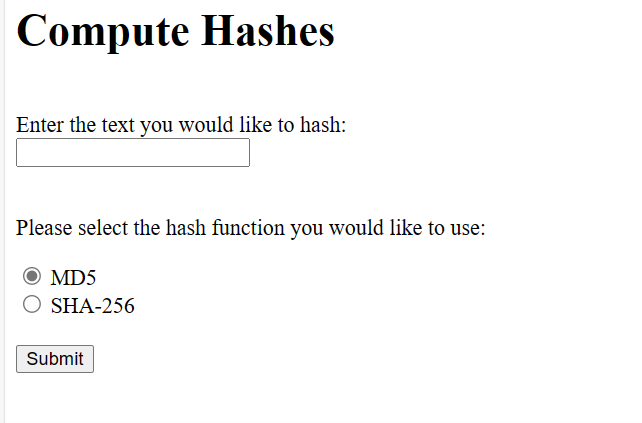 Compute Hashes
Enter the text you would like to hash:
Please select the hash function you would like to use:
MD5
SHA-256
Submit